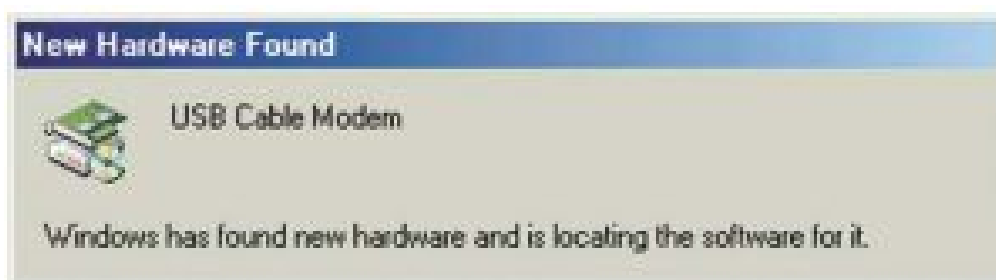 New Hardware Found
USB Cable Modem
Windows has found new hardware and is locating the software for it.